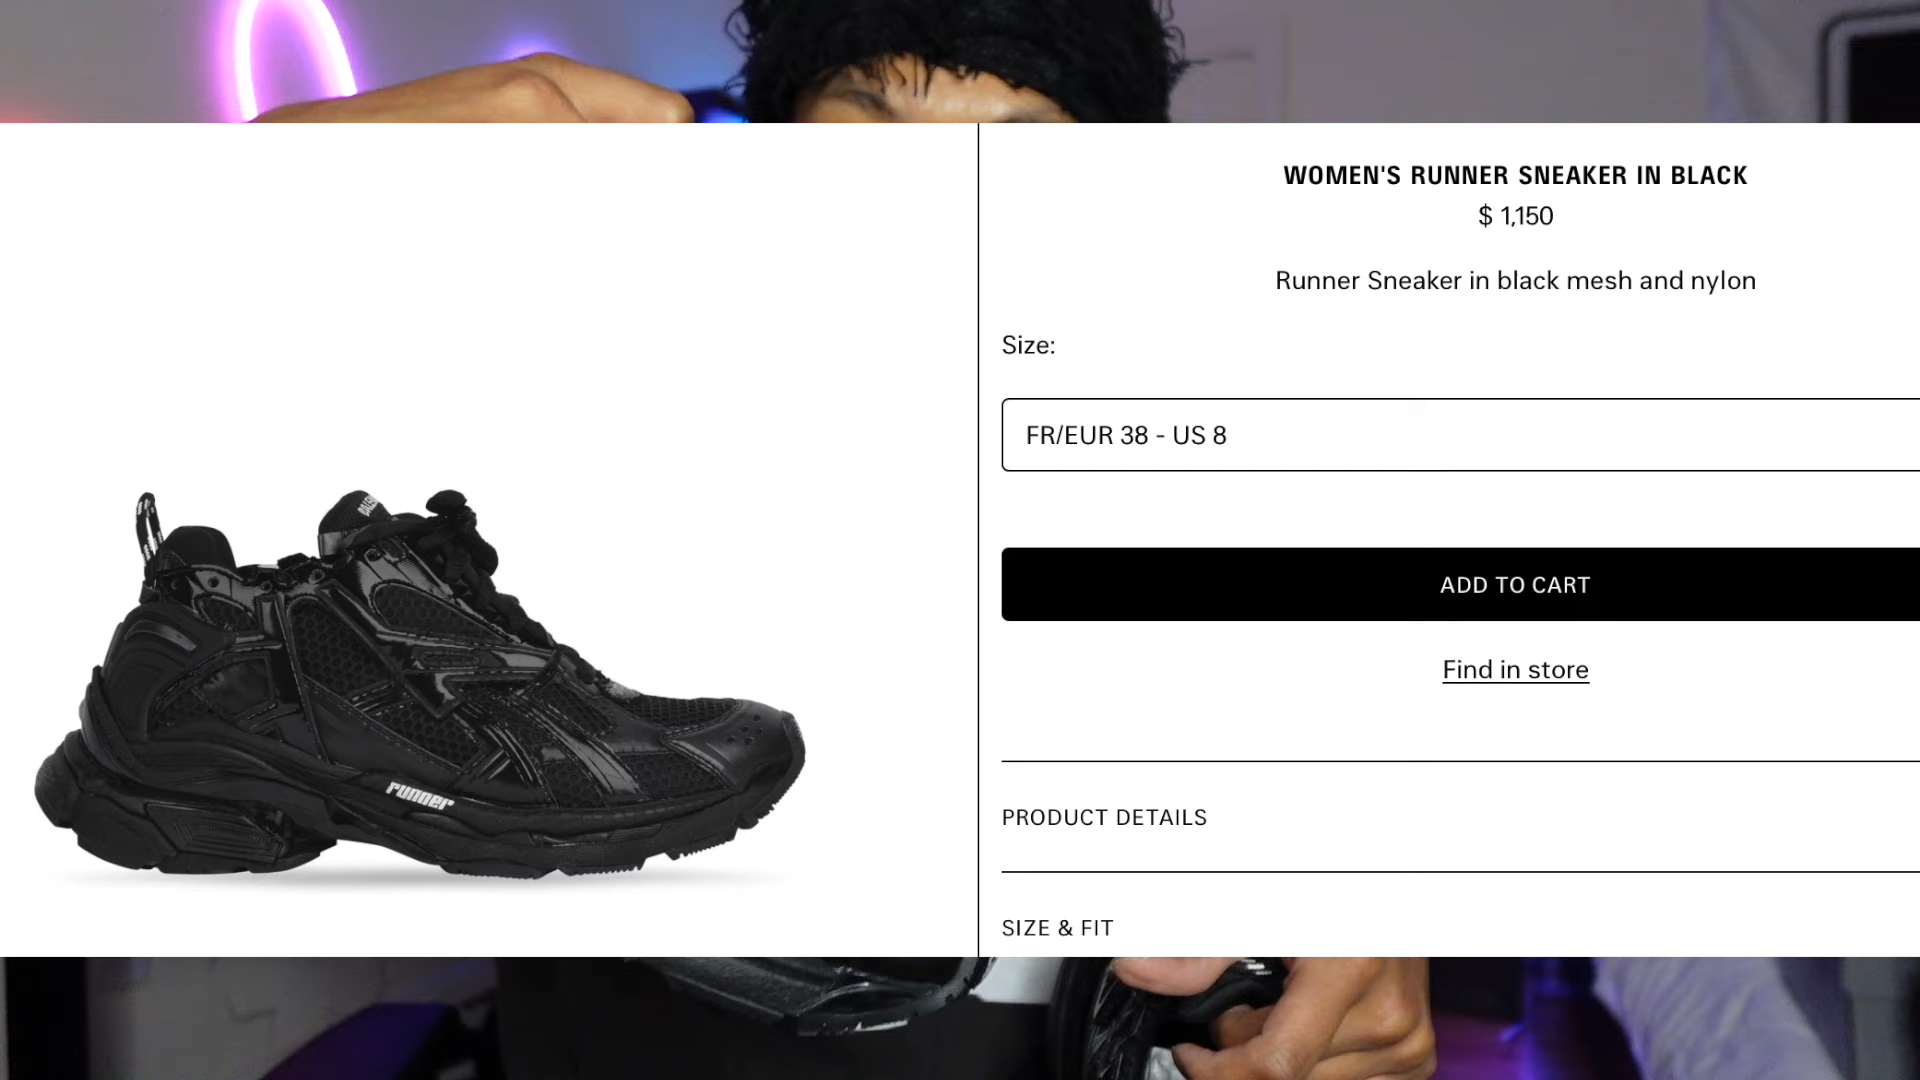 WOMEN'S RUNNER SNEAKER IN BLACK
$ 1,150
Runner Sneaker in black mesh and nylon
Size:
FR/EUR 38 - US 8
ADD TO CART
Find in store
PRODUCT DETAILS
SIZE & FIT
runner